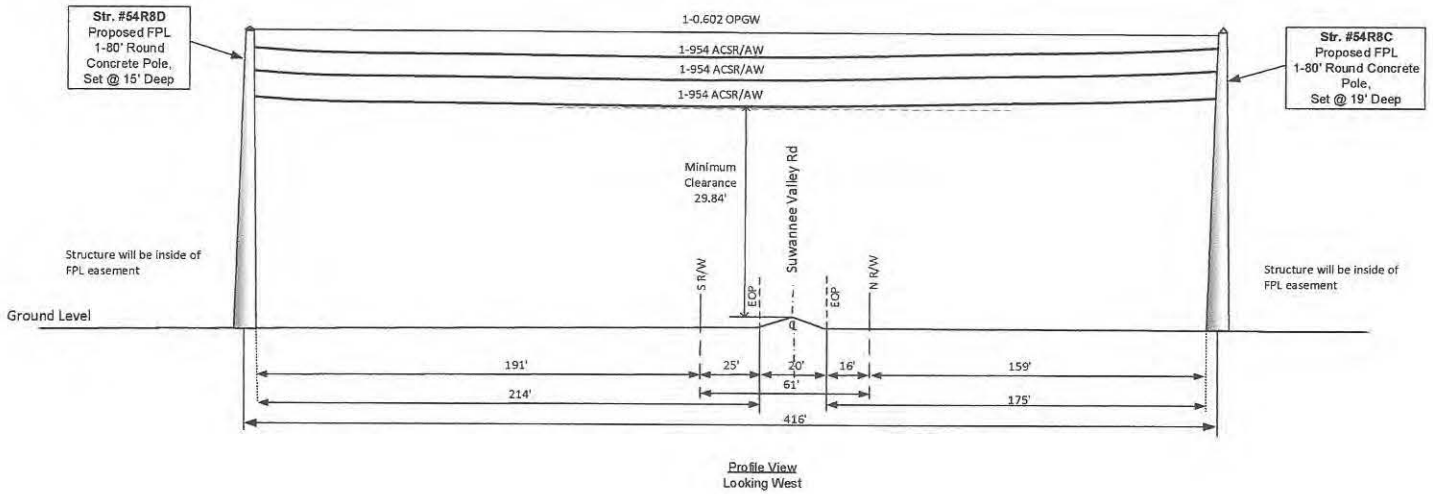 Str. #54R8D
Proposed FPL
1-80' Round
Concrete Pole,
Set @ 15' Deep
1-0.602 OPGW
1-954 ACSR/AW
1-954 ACSR/AW
1-954 ACSR/AW
Str. #54R8C
Proposed FPL
1-80' Round Concrete
Pole,
Set @ 19' Deep
Minimum
Clearance
29.84'
Suwannee Valley Rd
Structure will be inside of
FPL easement
S R/W
EOP
EOP
N R/W
Structure will be inside of
FPL easement
Ground Level
191'
25'
20'
16'
159'
61'
214'
175'
416'
Profile View
Looking West